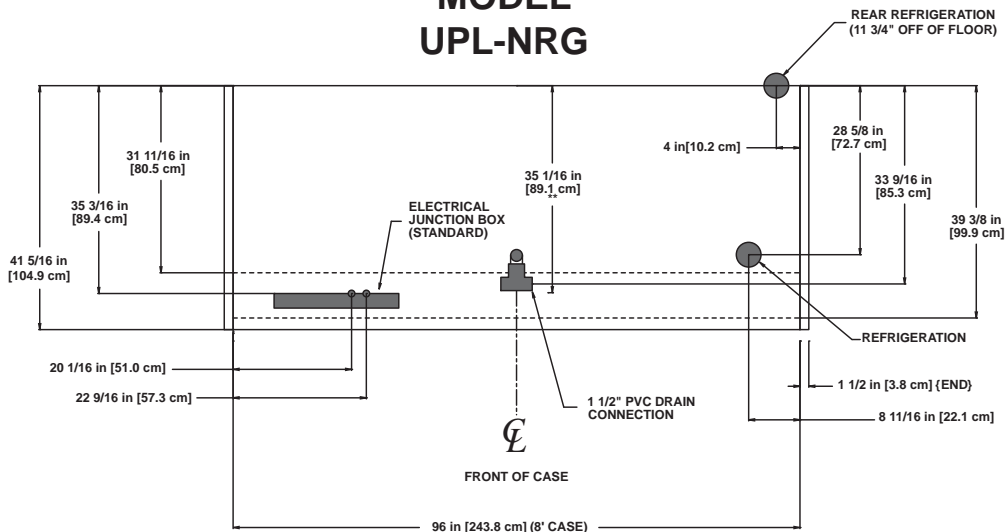 MODEL
UPL-NRG
REAR REFRIGERATION
(11 3/4" OFF OF FLOOR)
31 11/16 in
[80.5 cm]
35 3/16 in
[89.4 cm]
41 5/16 in
[104.9 cm]
ELECTRICAL
JUNCTION BOX
(STANDARD)
35 1/16 in
[89.1 cm]
**
4 in[10.2 cm]
28 5/8 in
[72.7 cm]
33 9/16 in
[85.3 cm]
39 3/8 in
[99.9 cm]
REFRIGERATION
20 1/16 in [51.0 cm]
22 9/16 in [57.3 cm]
1 1/2" PVC DRAIN
CONNECTION
1 1/2 in [3.8 cm] {END}
8 11/16 in [22.1 cm]
℄
FRONT OF CASE
96 in [243.8 cm] (8' CASE)